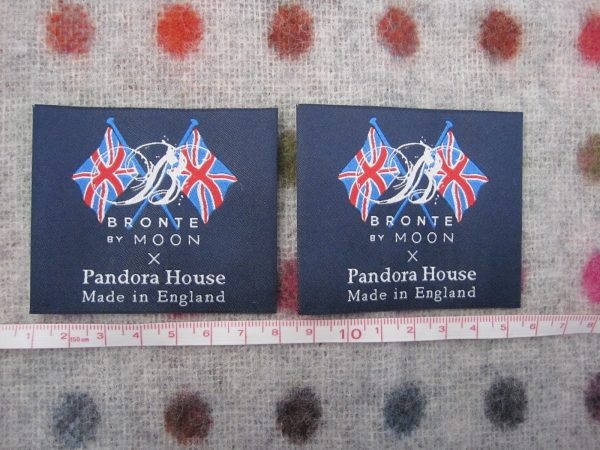 B
BRONTE
BY MOON
X
Pandora House
Made in England
B
BRONTE
BY MOON
X
Pandora House
Made in England
1 2 3 4 5 6 7 8 9 10 1 2 3 4 5 6 7